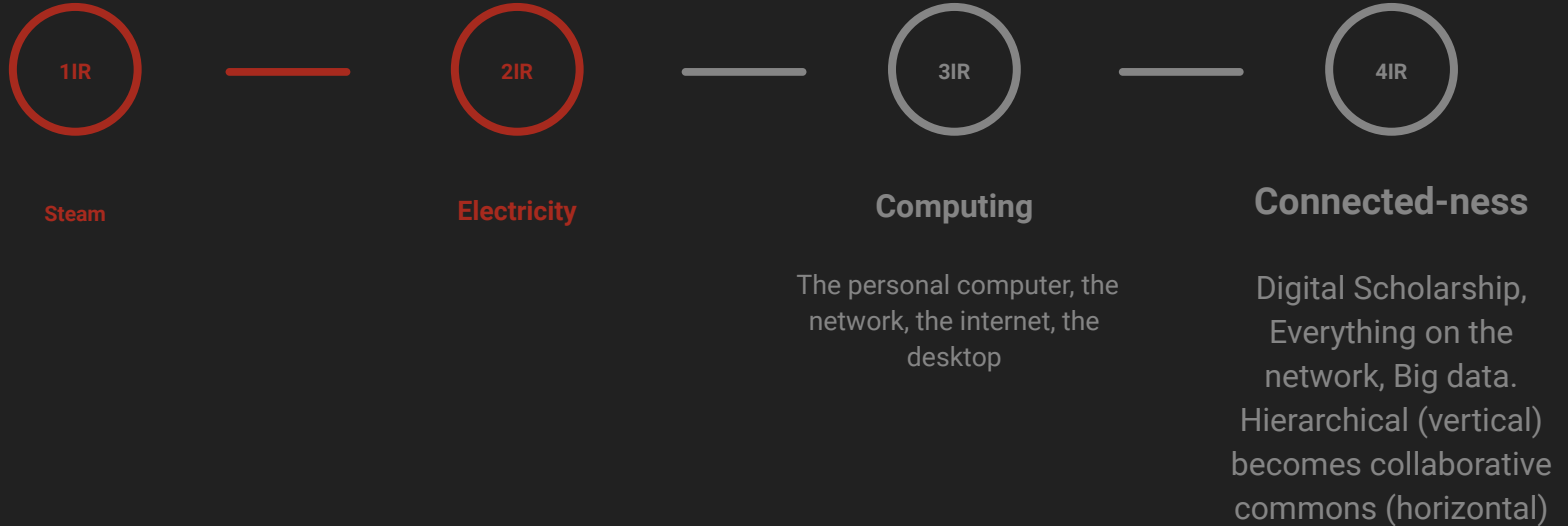 1IR
2IR
3IR
4IR
Steam
Electricity
Computing
Connected-ness
The personal computer, the
network, the internet, the
desktop
Digital Scholarship,
Everything on the
network, Big data.
Hierarchical (vertical)
becomes collaborative
commons (horizontal)